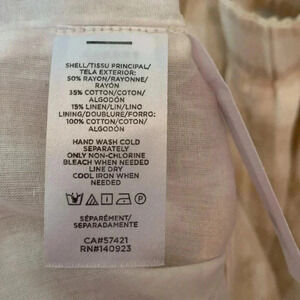 SHELL/TISSU PRINCIPAL/
TELA EXTERIOR:
50% RAYON/RAYONNE/
RAYÓN
35% COTTON/COTON/
ALGODÓN
15% LINEN/LIN/LINO
LINING/DOUBLURE/FORRO:
100% COTTON/COTON/
ALGODÓN
HAND WASH COLD
SEPARATELY
ONLY NON-CHLORINE
BLEACH WHEN NEEDED
LINE DRY
COOL IRON WHEN
NEEDED
SÉPARÉMENT/
SEPARADAMENTE
CA#57421
RN#140923